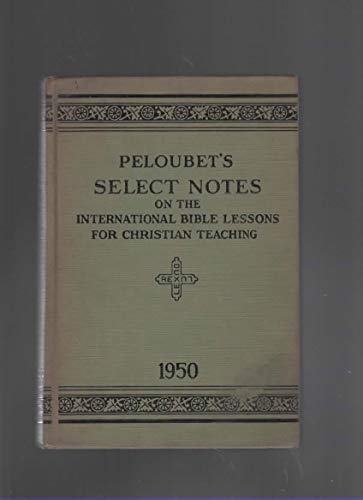 PELOUBET'S
SELECT NOTES
ON THE
INTERNATIONAL BIBLE LESSONS
FOR CHRISTIAN TEACHING
1950